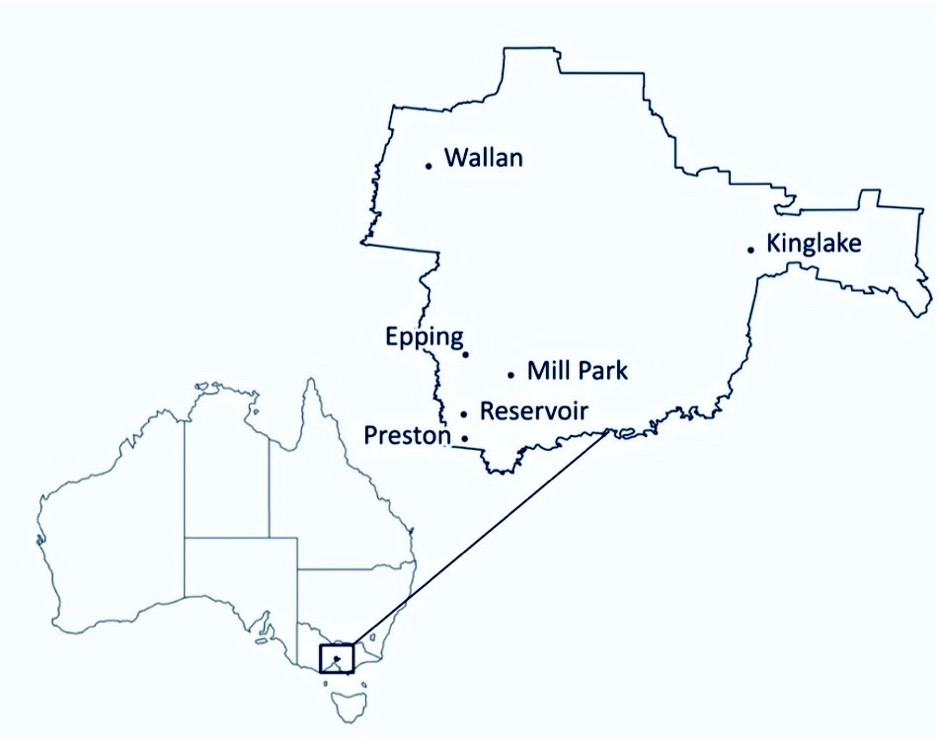 Wallan
Kinglake
Epping
Mill Park
Reservoir
Preston